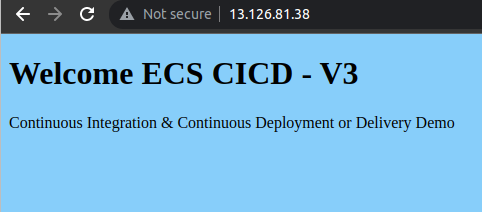 Not secure 13.126.81.38
Welcome ECS CICD - V3
Continuous Integration & Continuous Deployment or Delivery Demo